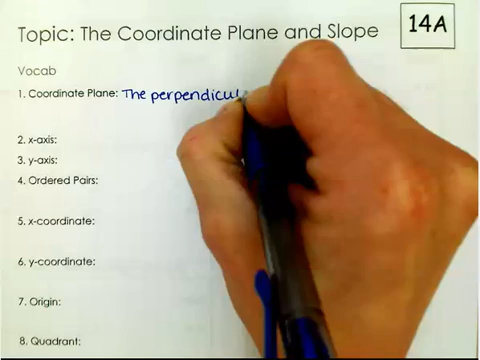 Topic: The Coordinate Plane and Slope
14A
Vocab
1. Coordinate Plane: The perpendicul
2. x-axis:
3. y-axis:
4. Ordered Pairs:
5. x-coordinate:
6. y-coordinate:
7. Origin:
8. Quadrant: